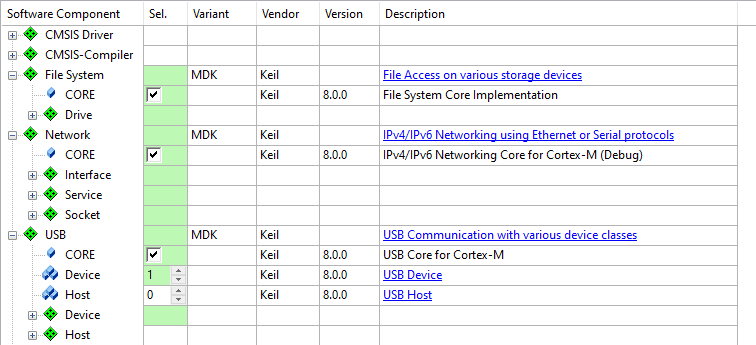 Software Component Sel. Variant Vendor Version Description
CMSIS Driver
CMSIS-Compiler
File System MDK Keil File Access on various storage devices
CORE Keil 8.0.0 File System Core Implementation
Drive
Network MDK Keil IPv4/IPv6 Networking using Ethernet or Serial protocols
CORE Keil 8.0.0 IPv4/IPv6 Networking Core for Cortex-M (Debug)
Interface
Service
Socket
USB MDK Keil USB Communication with various device classes
CORE Keil 8.0.0 USB Core for Cortex-M
Device 1 Keil 8.0.0 USB Device
Host 0 Keil 8.0.0 USB Host
Device
Host